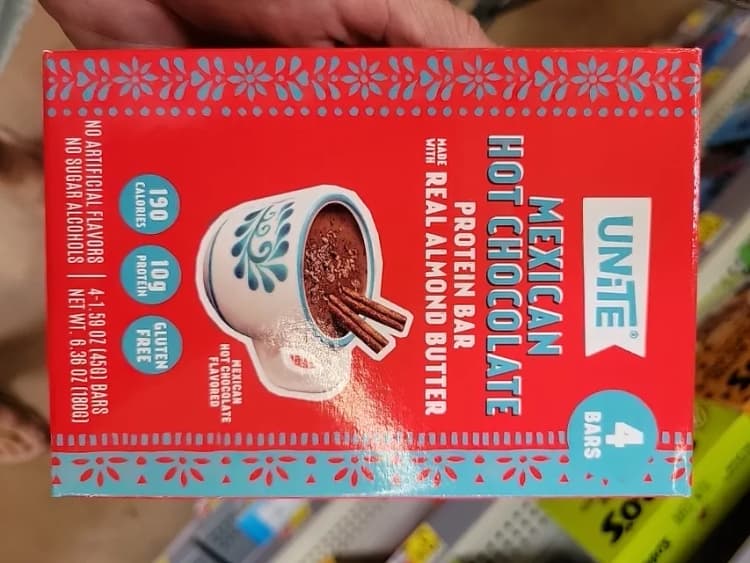 UNiTE®
4
BARS
MEXICAN
HOT CHOCOLATE
PROTEIN BAR
MADE
WITH
REAL ALMOND BUTTER
MEXICAN
HOT CHOCOLATE
FLAVORED
190
CALORIES
10g
PROTEIN
GLUTEN
FREE
NO ARTIFICIAL FLAVORS
NO SUGAR ALCOHOLS
4-1.59 OZ (45G) BARS
NET WT. 6.36 OZ (180G)